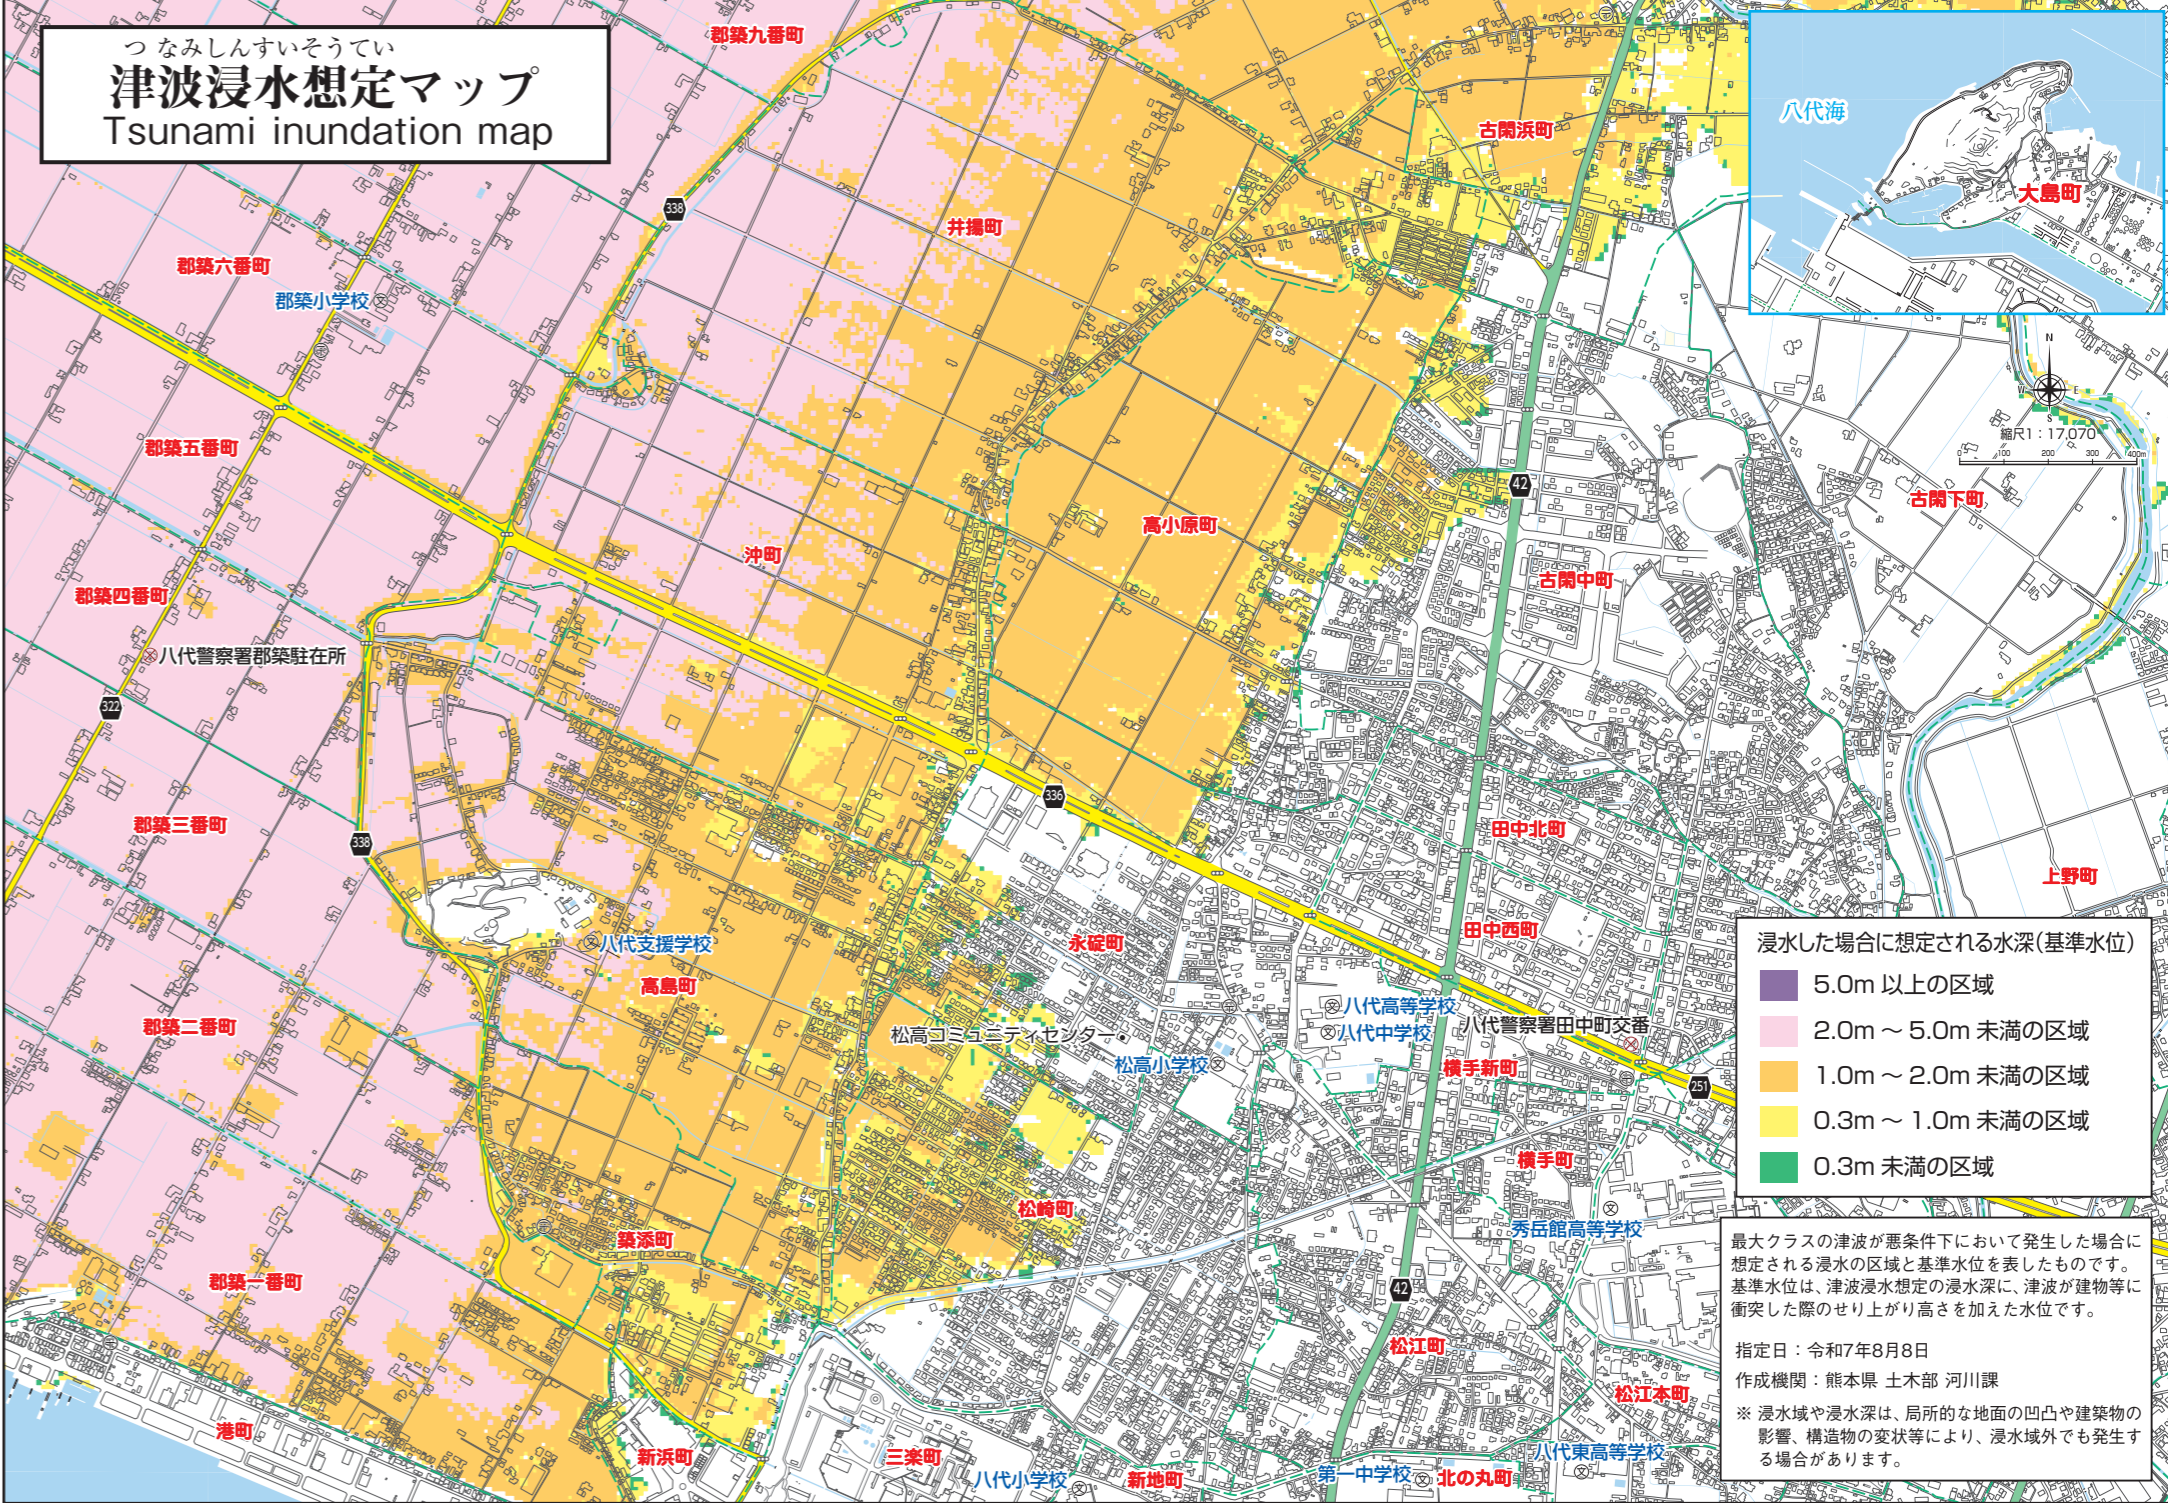 つなみしんすいそうてい
津波浸水想定マップ
Tsunami inundation map
郡築九番町
古閑浜町
八代海
大島町
338
井揚町
郡築六番町
郡築小学校
N
W
E
S
縮尺1：17,070
0 100 200 300 400m
郡築五番町
42
古閑下町
高小原町
沖町
古閑中町
郡築四番町
八代警察署郡築駐在所
322
336
郡築三番町
338
田中北町
上野町
永碇町
田中西町
八代支援学校
高島町
八代高等学校
八代警察署田中町交番
郡築二番町
松高コミュニティセンター
八代中学校
松高小学校
横手新町
251
横手町
松崎町
秀岳館高等学校
築添町
郡築一番町
42
松江町
松江本町
港町
新浜町
三楽町
八代東高等学校
八代小学校
新地町
第一中学校
北の丸町
浸水した場合に想定される水深(基準水位)
5.0m 以上の区域
2.0m ～ 5.0m 未満の区域
1.0m ～ 2.0m 未満の区域
0.3m ～ 1.0m 未満の区域
0.3m 未満の区域
最大クラスの津波が悪条件下において発生した場合に
想定される浸水の区域と基準水位を表したものです。
基準水位は、津波浸水想定の浸水深に、津波が建物等に
衝突した際のせり上がり高さを加えた水位です。
指定日：令和7年8月8日
作成機関：熊本県 土木部 河川課
※ 浸水域や浸水深は、局所的な地面の凹凸や建築物の
影響、構造物の変状等により、浸水域外でも発生す
る場合があります。